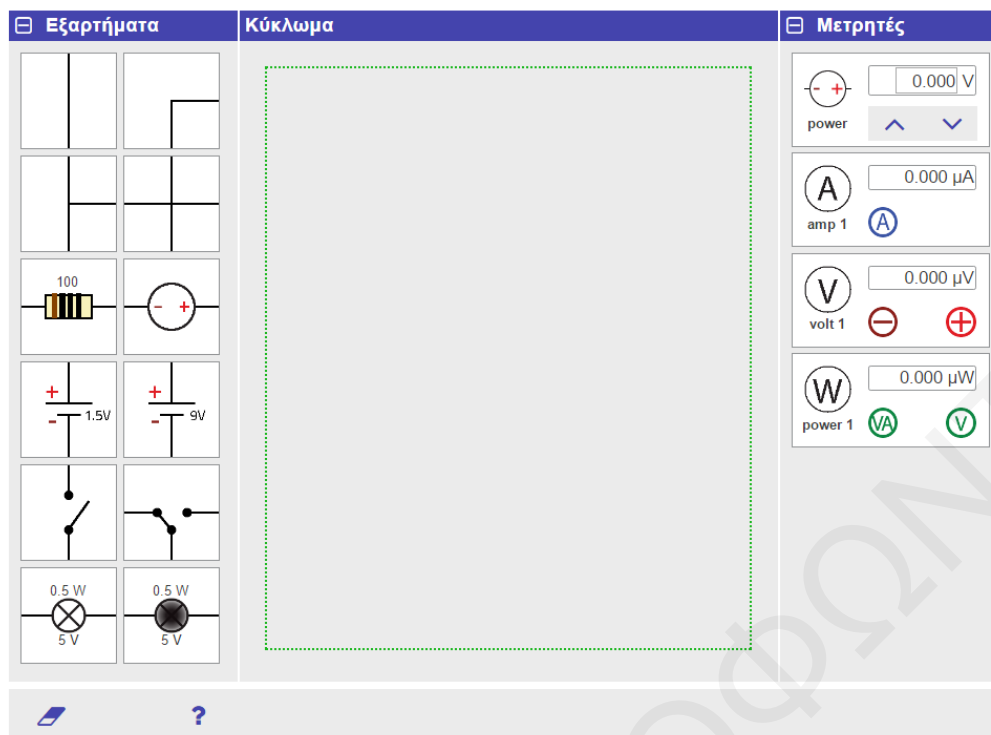 Εξαρτήματα
Κύκλωμα
Μετρητές
100
+
-
1.5V
+
-
9V
0.5 W
5 V
0.5 W
5 V
- +
- +
power
0.000 V
A
amp 1
0.000 µA
A
V
volt 1
0.000 µV
W
power 1
0.000 µW
VA
V
?